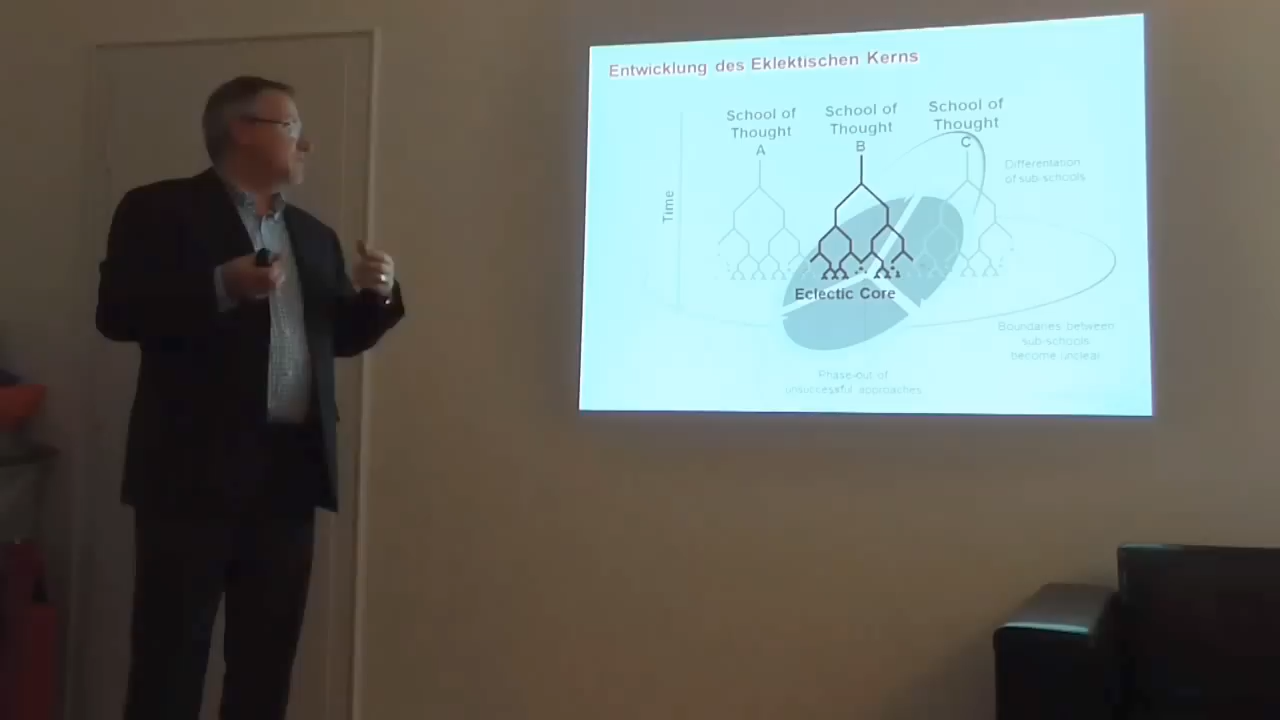 Entwicklung des Eklektischen Kerns
School of
Thought
A
School of
Thought
B
School of
Thought
C
Differentation
of sub-schools
Time
Eclectic Core
Boundaries between
sub-schools
become unclear
Phase-out of
unsuccessful approaches